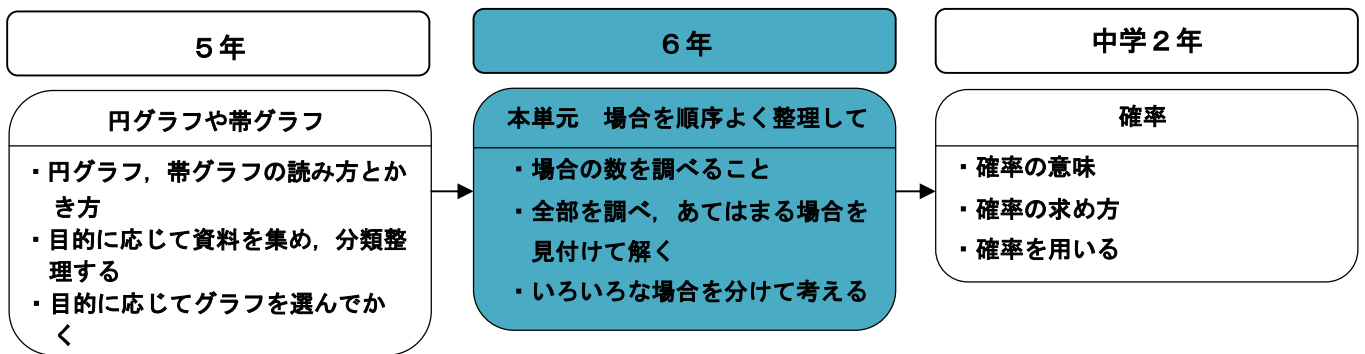 ５年
円グラフや帯グラフ
・円グラフ，帯グラフの読み方とか
き方
・目的に応じて資料を集め，分類整
理する
・目的に応じてグラフを選んでか
く
６年
本単元　場合を順序よく整理して
・場合の数を調べること
・全部を調べ，あてはまる場合を
見付けて解く
・いろいろな場合を分けて考える
中学２年
確率
・確率の意味
・確率の求め方
・確率を用いる